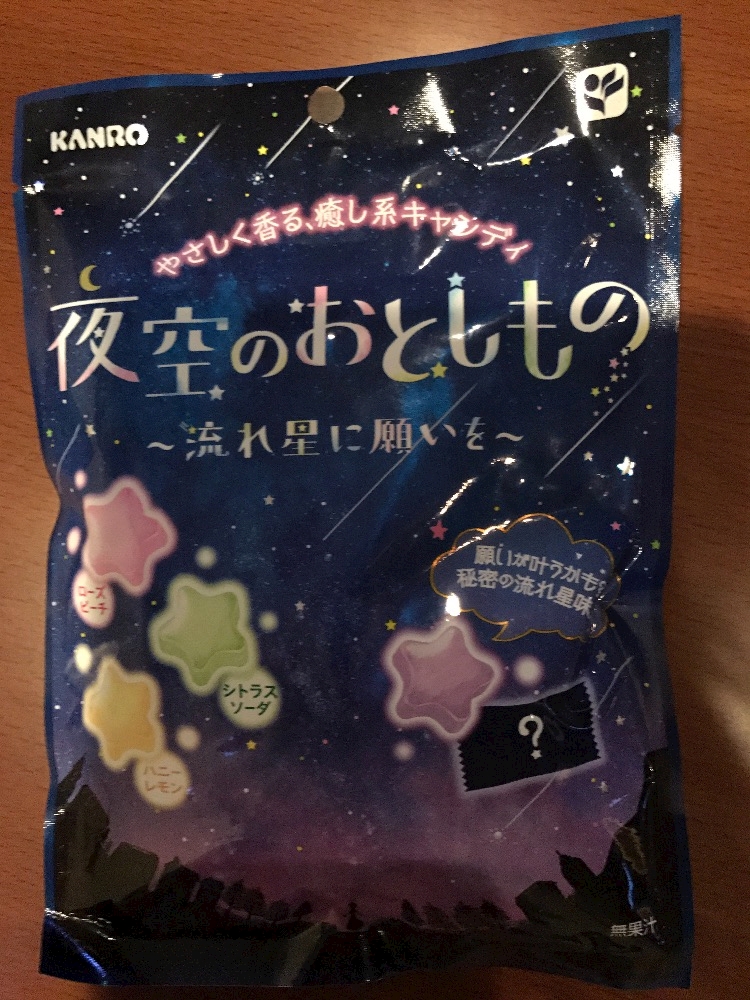 KANRO
やさしく香る、癒し系キャンディ
夜空のおとしもの
～流れ星に願いを～
願いが叶うかも?
秘密の流れ星味
ローズ
ピーチ
シトラス
ソーダ
ハニー
レモン
?
無果汁